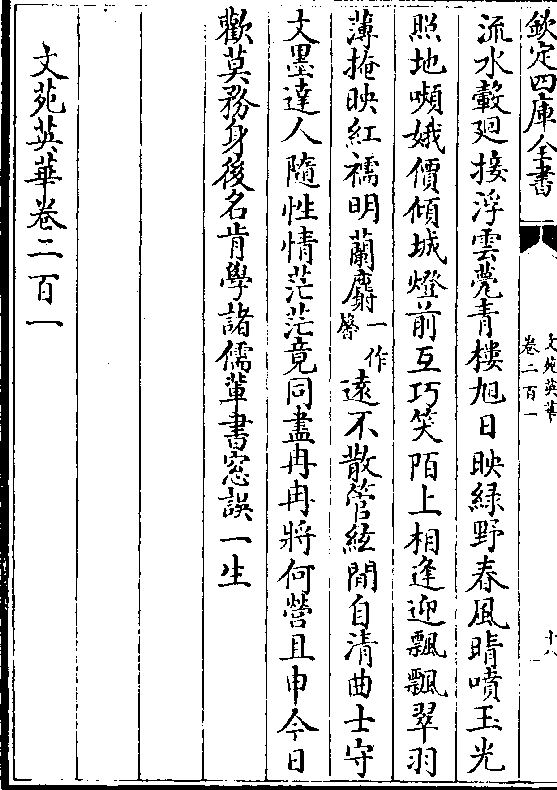 欽定四庫全書
文苑英華
卷二百一
十八
流水轂廻接浮雲甍青樓旭日映緑野春風晴噴玉光
照地嚬娥價傾城燈前互巧笑陌上相逢迎飄飄翠羽
薄掩映紅襦明蘭麝一作馨遠不散管絃間自清曲士守
文墨達人隨性情茫茫竟同盡冉冉將何營且申今日
歡莫務身後名肯學諸儒輩書窓誤一生
文苑英華卷二百一